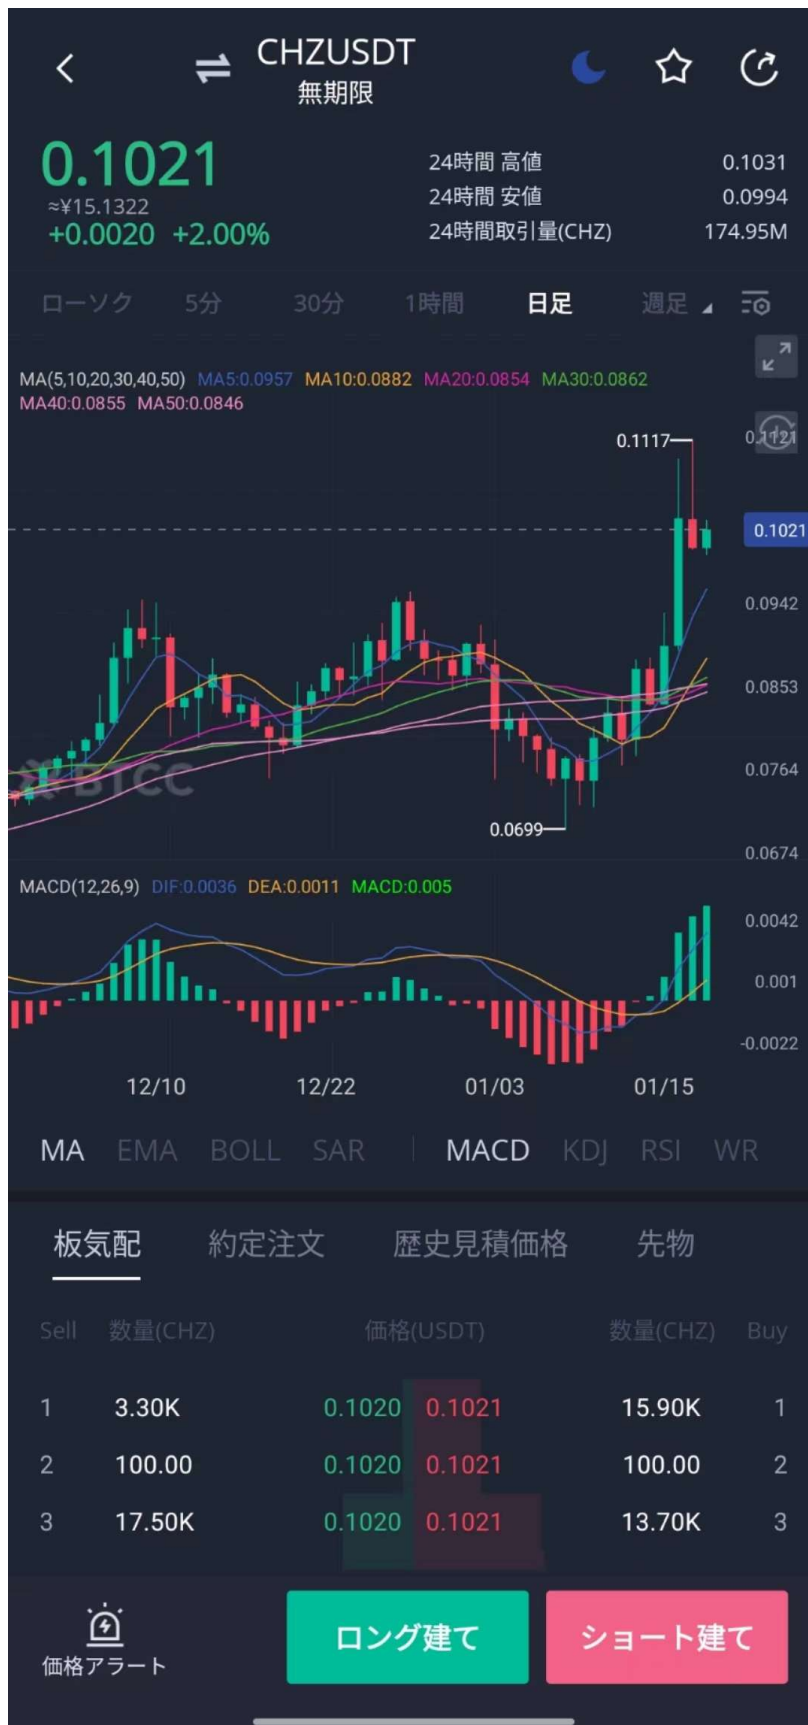 CHZUSDT
無期限
0.1021
≈¥15.1322
+0.0020 +2.00%
24時間 高値 0.1031
24時間 安値 0.0994
24時間取引量(CHZ) 174.95M
ローソク 5分 30分 1時間 日足 週足
MA(5,10,20,30,40,50) MA5:0.0957 MA10:0.0882 MA20:0.0854 MA30:0.0862
MA40:0.0855 MA50:0.0846
0.1117
0.1121
0.1021
0.0942
0.0853
0.0764
BTCC
0.0699
0.0674
MACD(12,26,9) DIF:0.0036 DEA:0.0011 MACD:0.005
0.0042
0.001
-0.0022
12/10 12/22 01/03 01/15
MA EMA BOLL SAR MACD KDJ RSI WR
板気配 約定注文 歴史見積価格 先物
Sell 数量(CHZ) 価格(USDT) 数量(CHZ) Buy
1 3.30K 0.1020 0.1021 15.90K 1
2 100.00 0.1020 0.1021 100.00 2
3 17.50K 0.1020 0.1021 13.70K 3
価格アラート
ロング建て
ショート建て